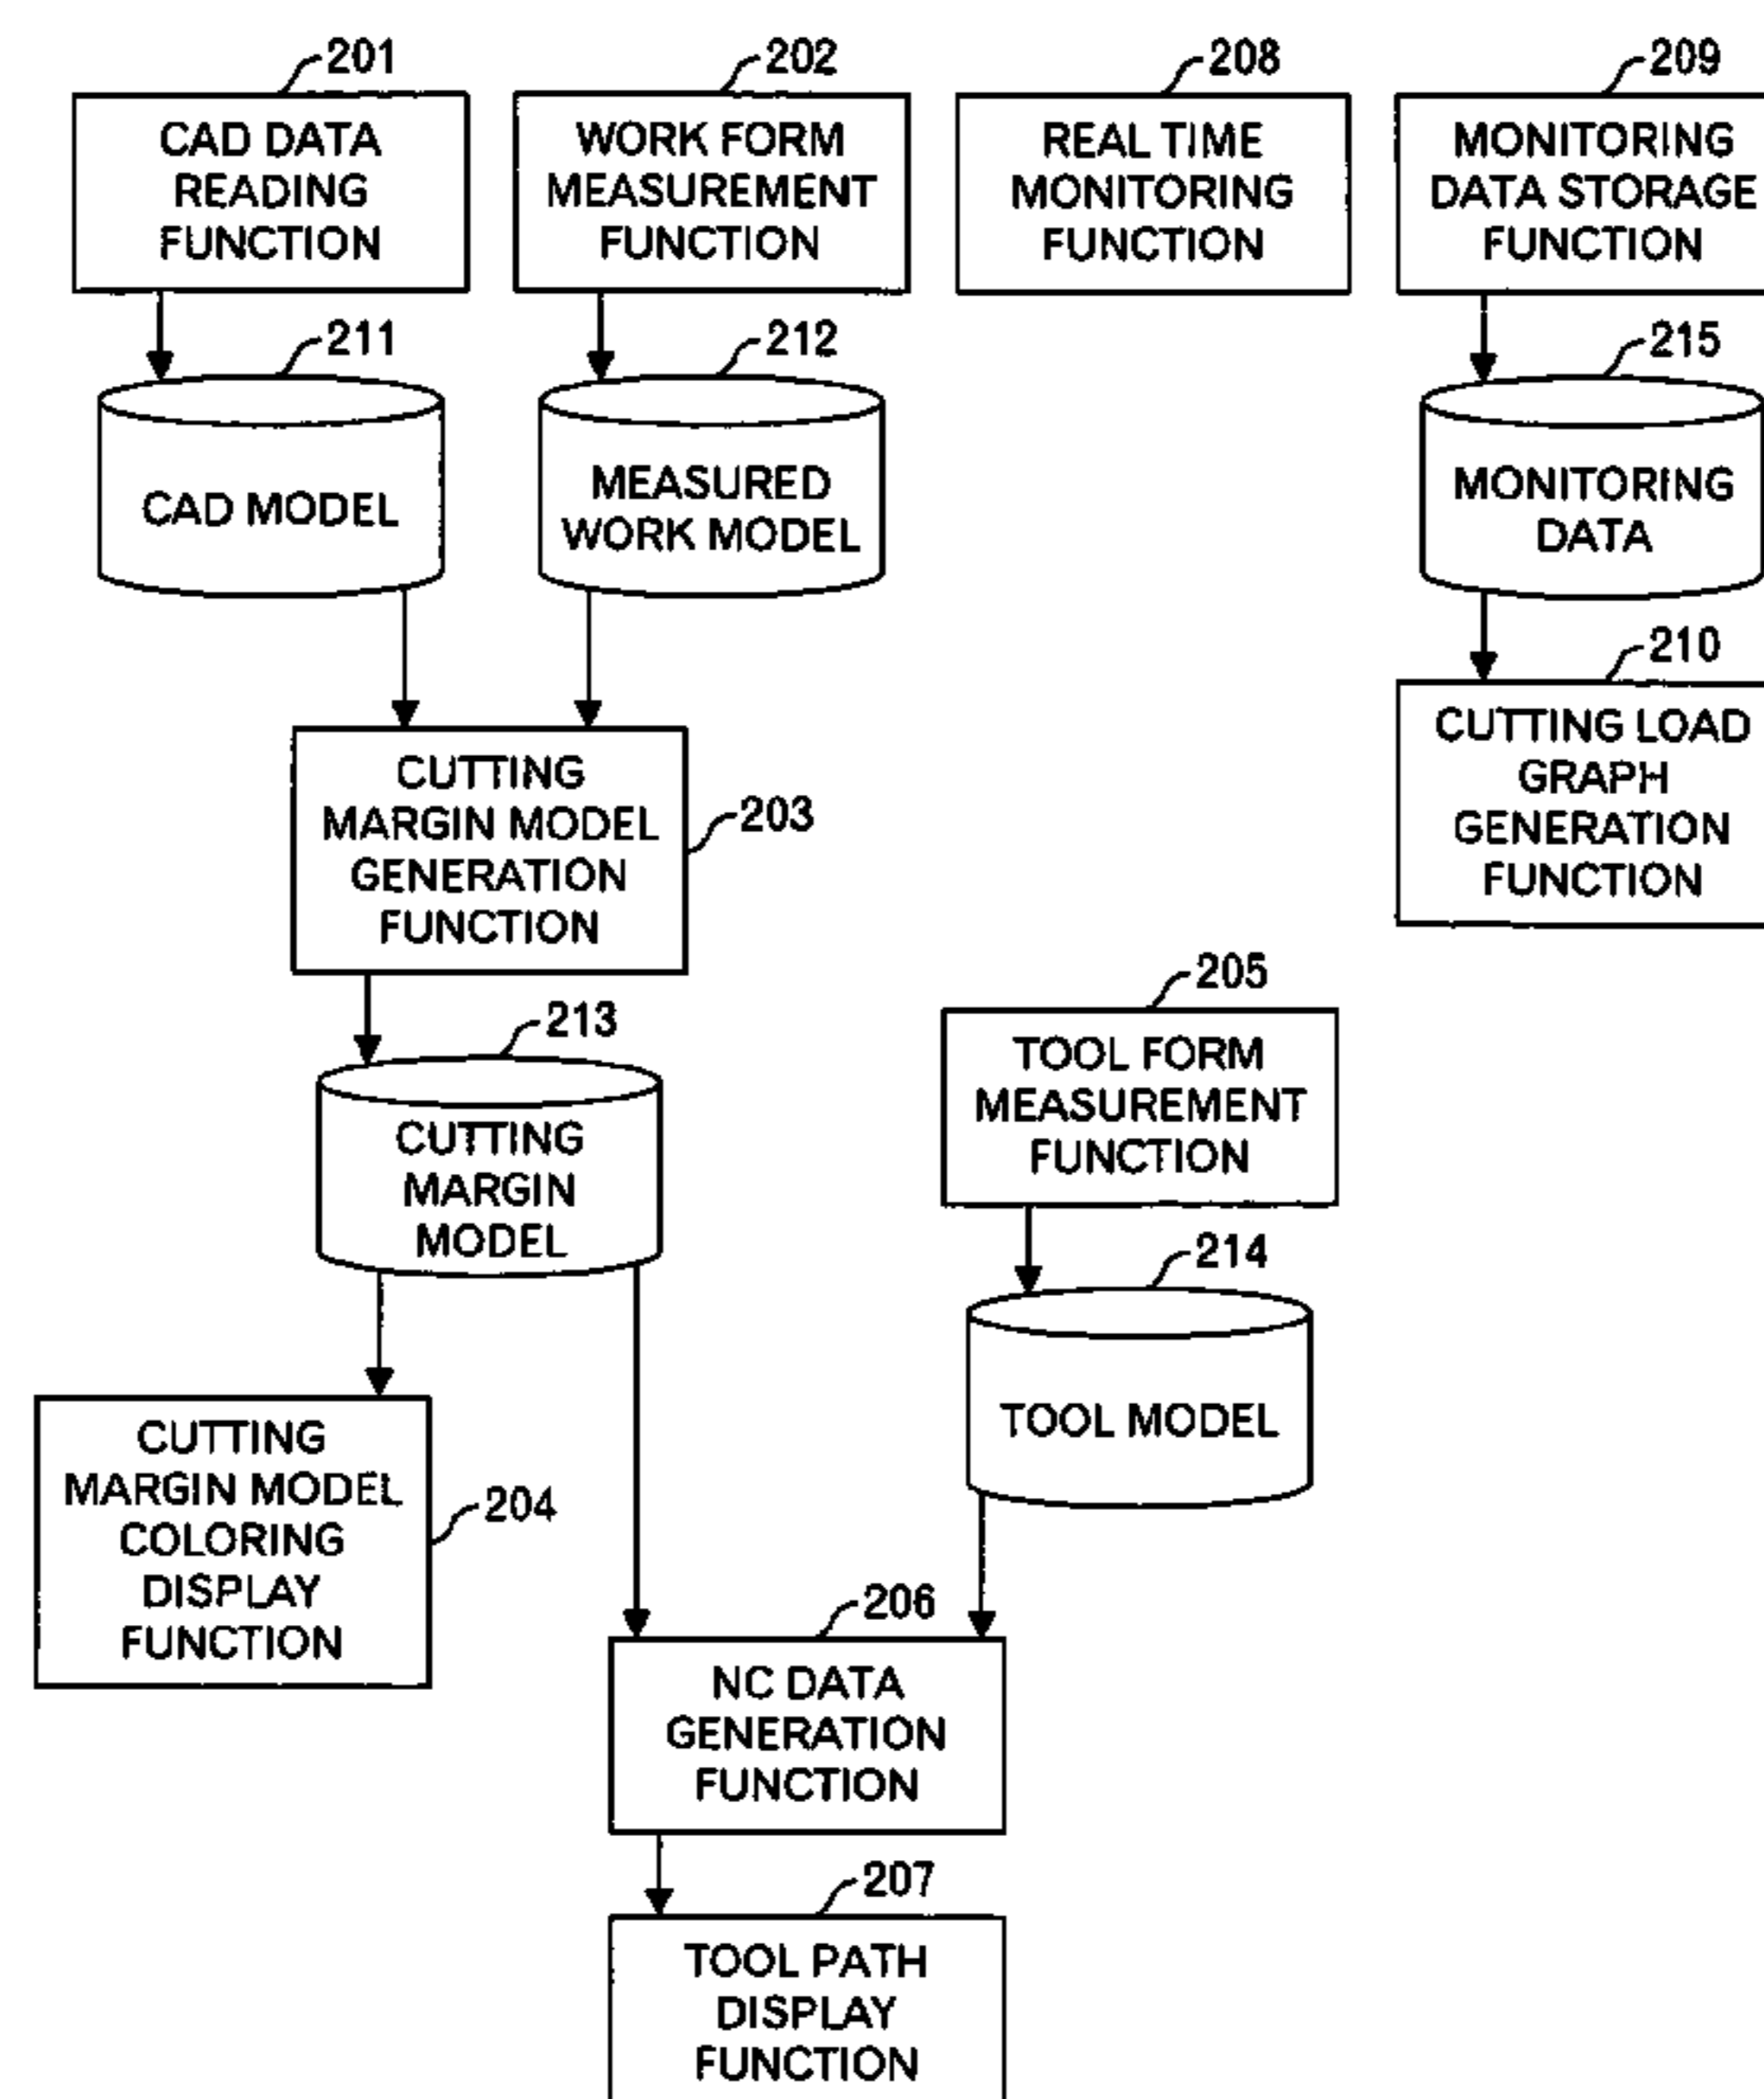 201
CAD DATA
READING
FUNCTION
202
WORK FORM
MEASUREMENT
FUNCTION
208
REAL TIME
MONITORING
FUNCTION
209
MONITORING
DATA STORAGE
FUNCTION
211
CAD MODEL
212
MEASURED
WORK MODEL
215
MONITORING
DATA
210
CUTTING LOAD
GRAPH
GENERATION
FUNCTION
CUTTING
MARGIN MODEL
GENERATION
FUNCTION
203
213
CUTTING
MARGIN
MODEL
205
TOOL FORM
MEASUREMENT
FUNCTION
214
TOOL MODEL
CUTTING
MARGIN MODEL
COLORING
DISPLAY
FUNCTION
204
206
NC DATA
GENERATION
FUNCTION
207
TOOL PATH
DISPLAY
FUNCTION